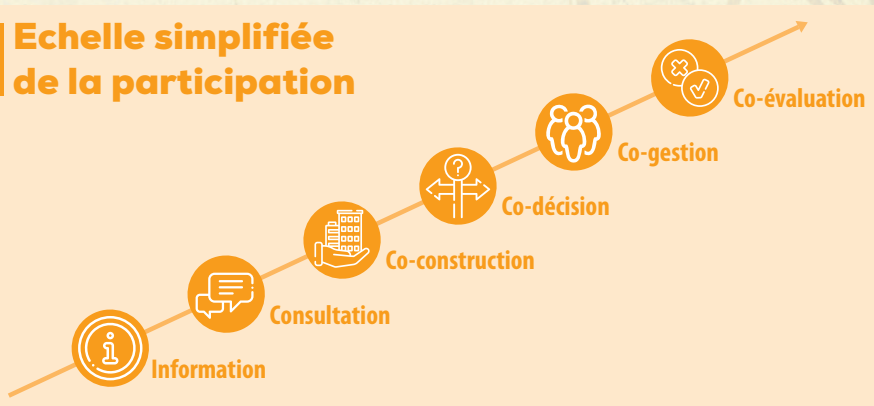 Echelle simplifiée
de la participation
Co-évaluation
Co-gestion
Co-décision
Co-construction
Consultation
Information